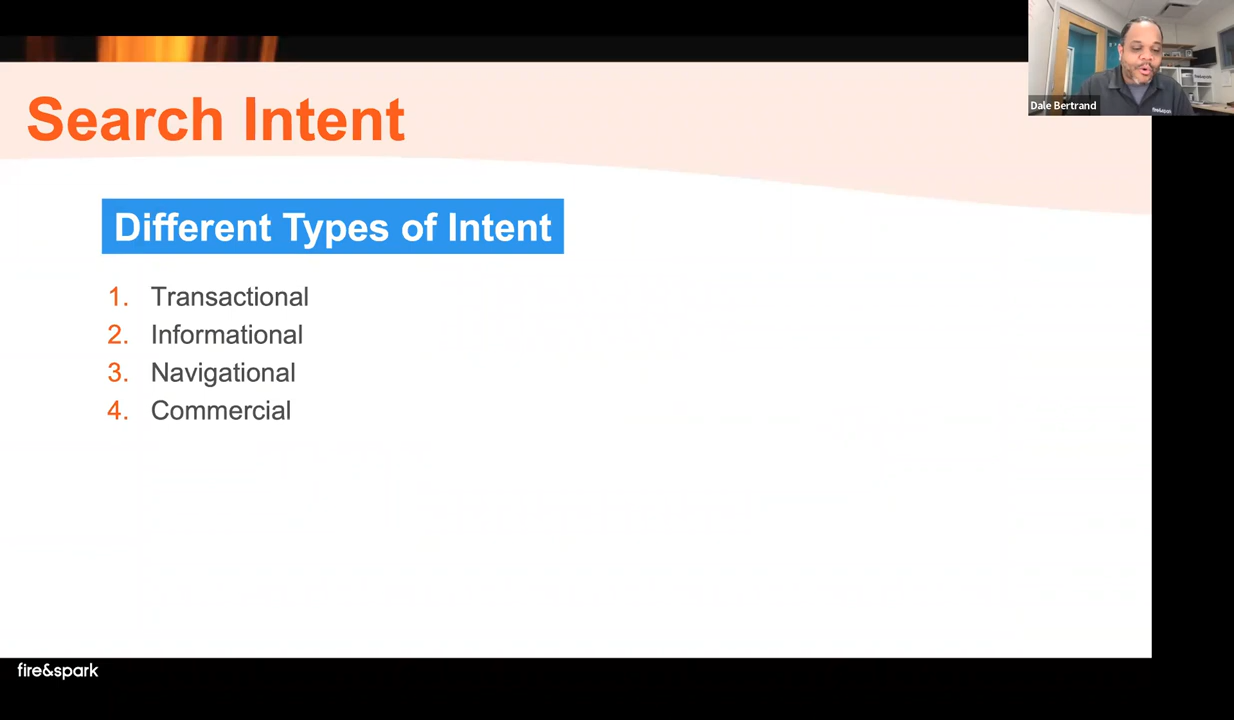 Search Intent
Dale Bertrand
Different Types of Intent
1. Transactional
2. Informational
3. Navigational
4. Commercial
fire&spark